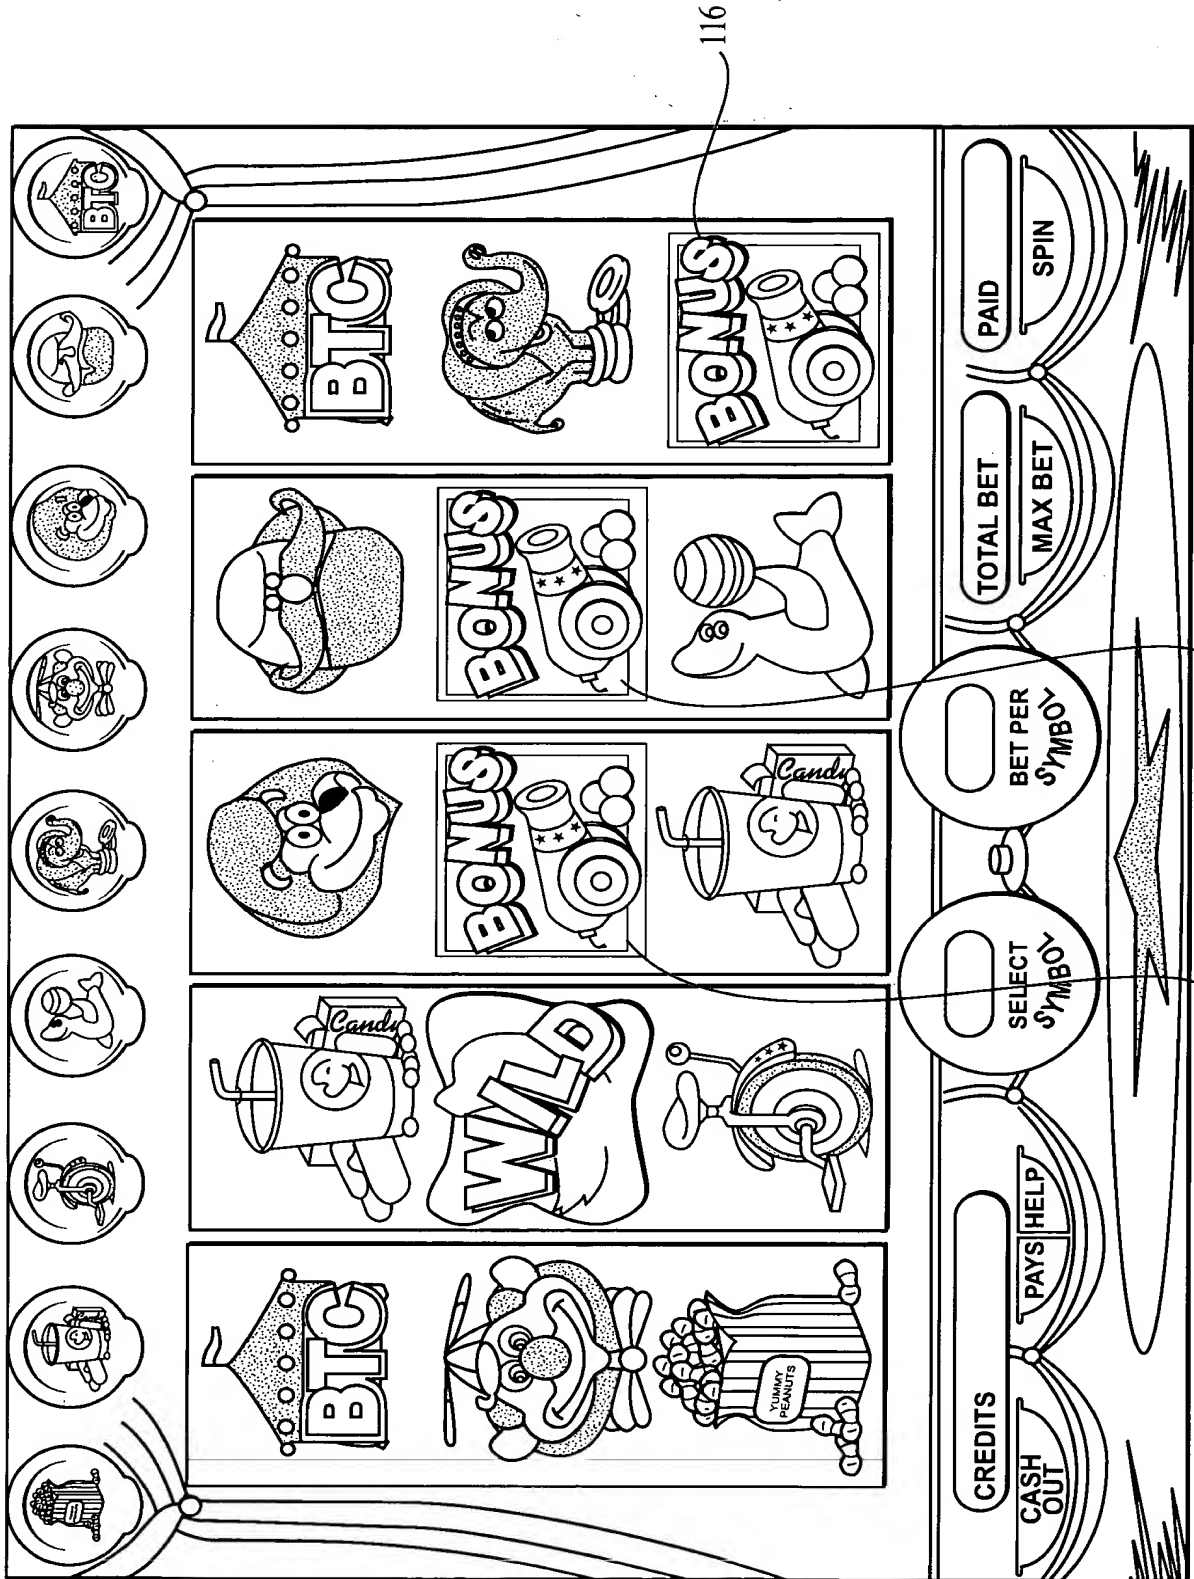 BTC
BTC
Candy
BTC
WILD
BONUS
BONUS
YUMMY
PEANUTS
Candy
BONUS
116
CREDITS
TOTAL BET
PAID
CASH
OUT
PAYS
HELP
SELECT
SYMBOL
BET PER
SYMBOL
MAX BET
SPIN